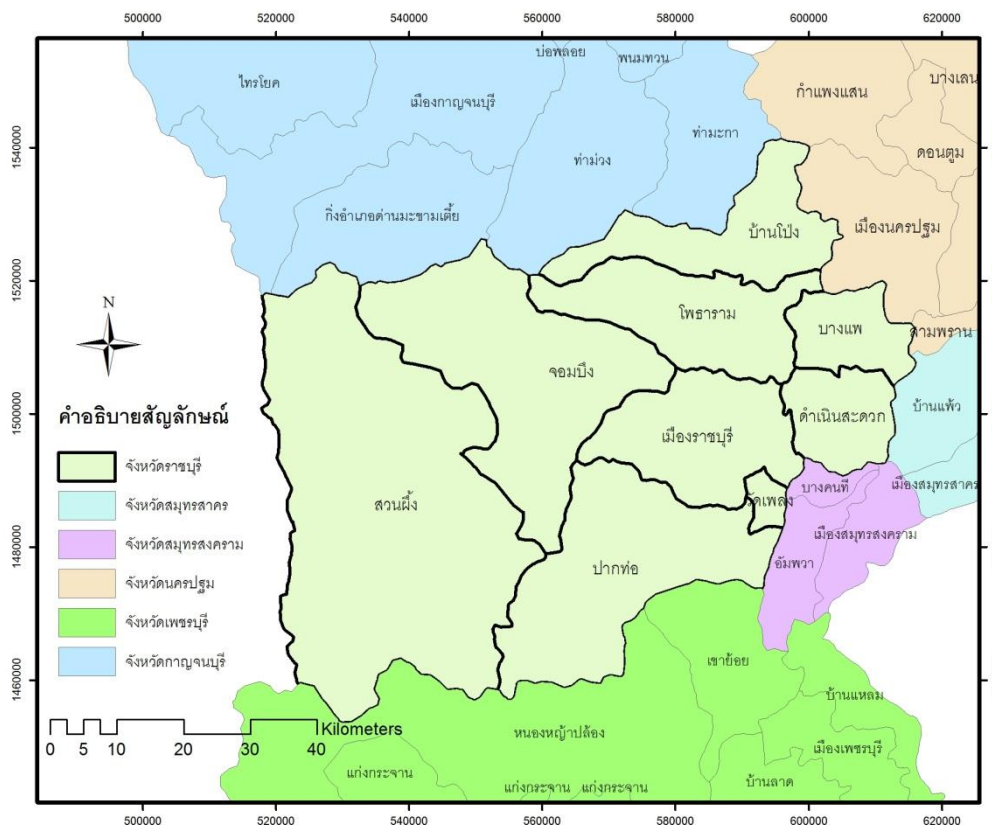 500000 520000 540000 560000 580000 600000 620000
บ่อพลอย
พนมทวน
บางเลน
ไทรโยค
กำแพงแสน
เมืองกาญจนบุรี
ท่ามะกา
1540000 1540000
ดอนตูม
ท่าม่วง
กิ่งอำเภอด่านมะขามเตี้ย
บ้านโป่ง
เมืองนครปฐม
1520000 1520000
N
โพธาราม
บางแพ
สามพราน
จอมบึง
คำอธิบายสัญลักษณ์
1500000 1500000
ดำเนินสะดวก
บ้านแพ้ว
เมืองราชบุรี
จังหวัดราชบุรี
บางคนที
เมืองสมุทรสาคร
จังหวัดสมุทรสาคร
สวนผึ้ง
วัดเพลง
จังหวัดสมุทรสงคราม
เมืองสมุทรสงคราม
1480000 1480000
ปากท่อ
อัมพวา
จังหวัดนครปฐม
จังหวัดเพชรบุรี
เขาย้อย
จังหวัดกาญจนบุรี
1460000 1460000
บ้านแหลม
Kilometers
0 5 10 20 30 40
หนองหญ้าปล้อง
เมืองเพชรบุรี
แก่งกระจาน
แก่งกระจาน แก่งกระจาน
บ้านลาด
500000 520000 540000 560000 580000 600000 620000